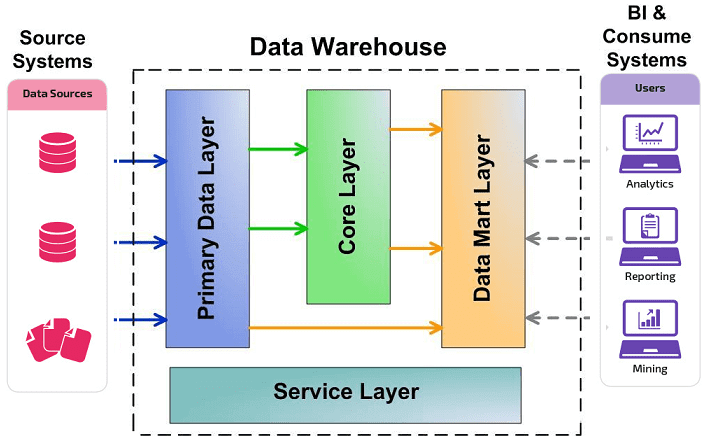 Source
Systems
Data Sources
Data Warehouse
Primary Data Layer
Core Layer
Data Mart Layer
Service Layer
BI &
Consume
Systems
Users
Analytics
Reporting
Mining